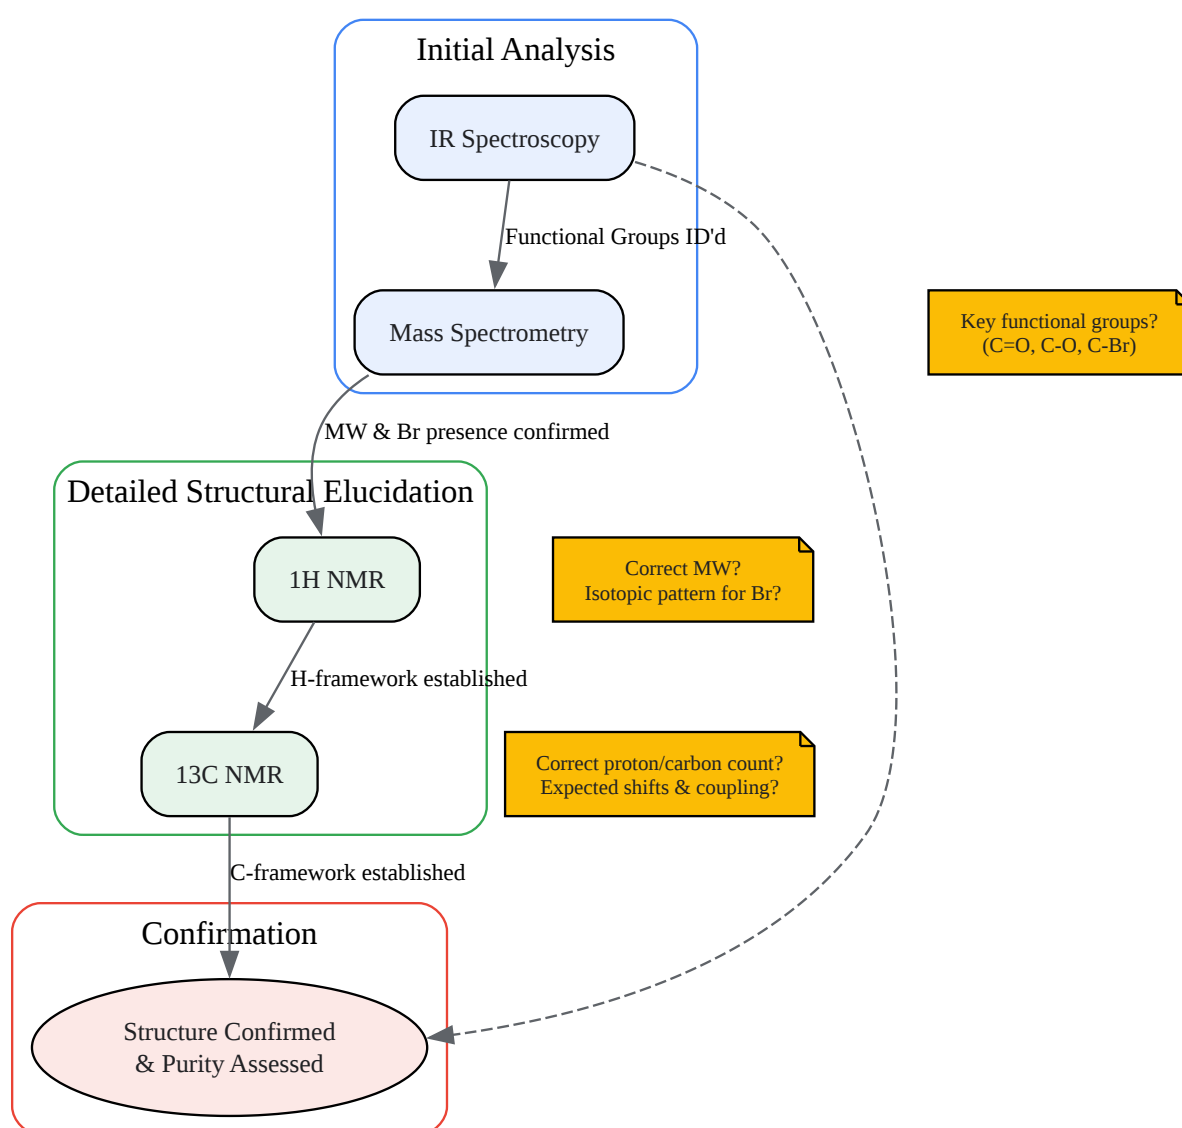 Initial Analysis
IR Spectroscopy
Functional Groups ID'd
Mass Spectrometry
Key functional groups?
(C=O, C-O, C-Br)
MW & Br presence confirmed
Detailed Structural Elucidation
1H NMR
Correct MW?
Isotopic pattern for Br?
H-framework established
13C NMR
Correct proton/carbon count?
Expected shifts & coupling?
C-framework established
Confirmation
Structure Confirmed
& Purity Assessed